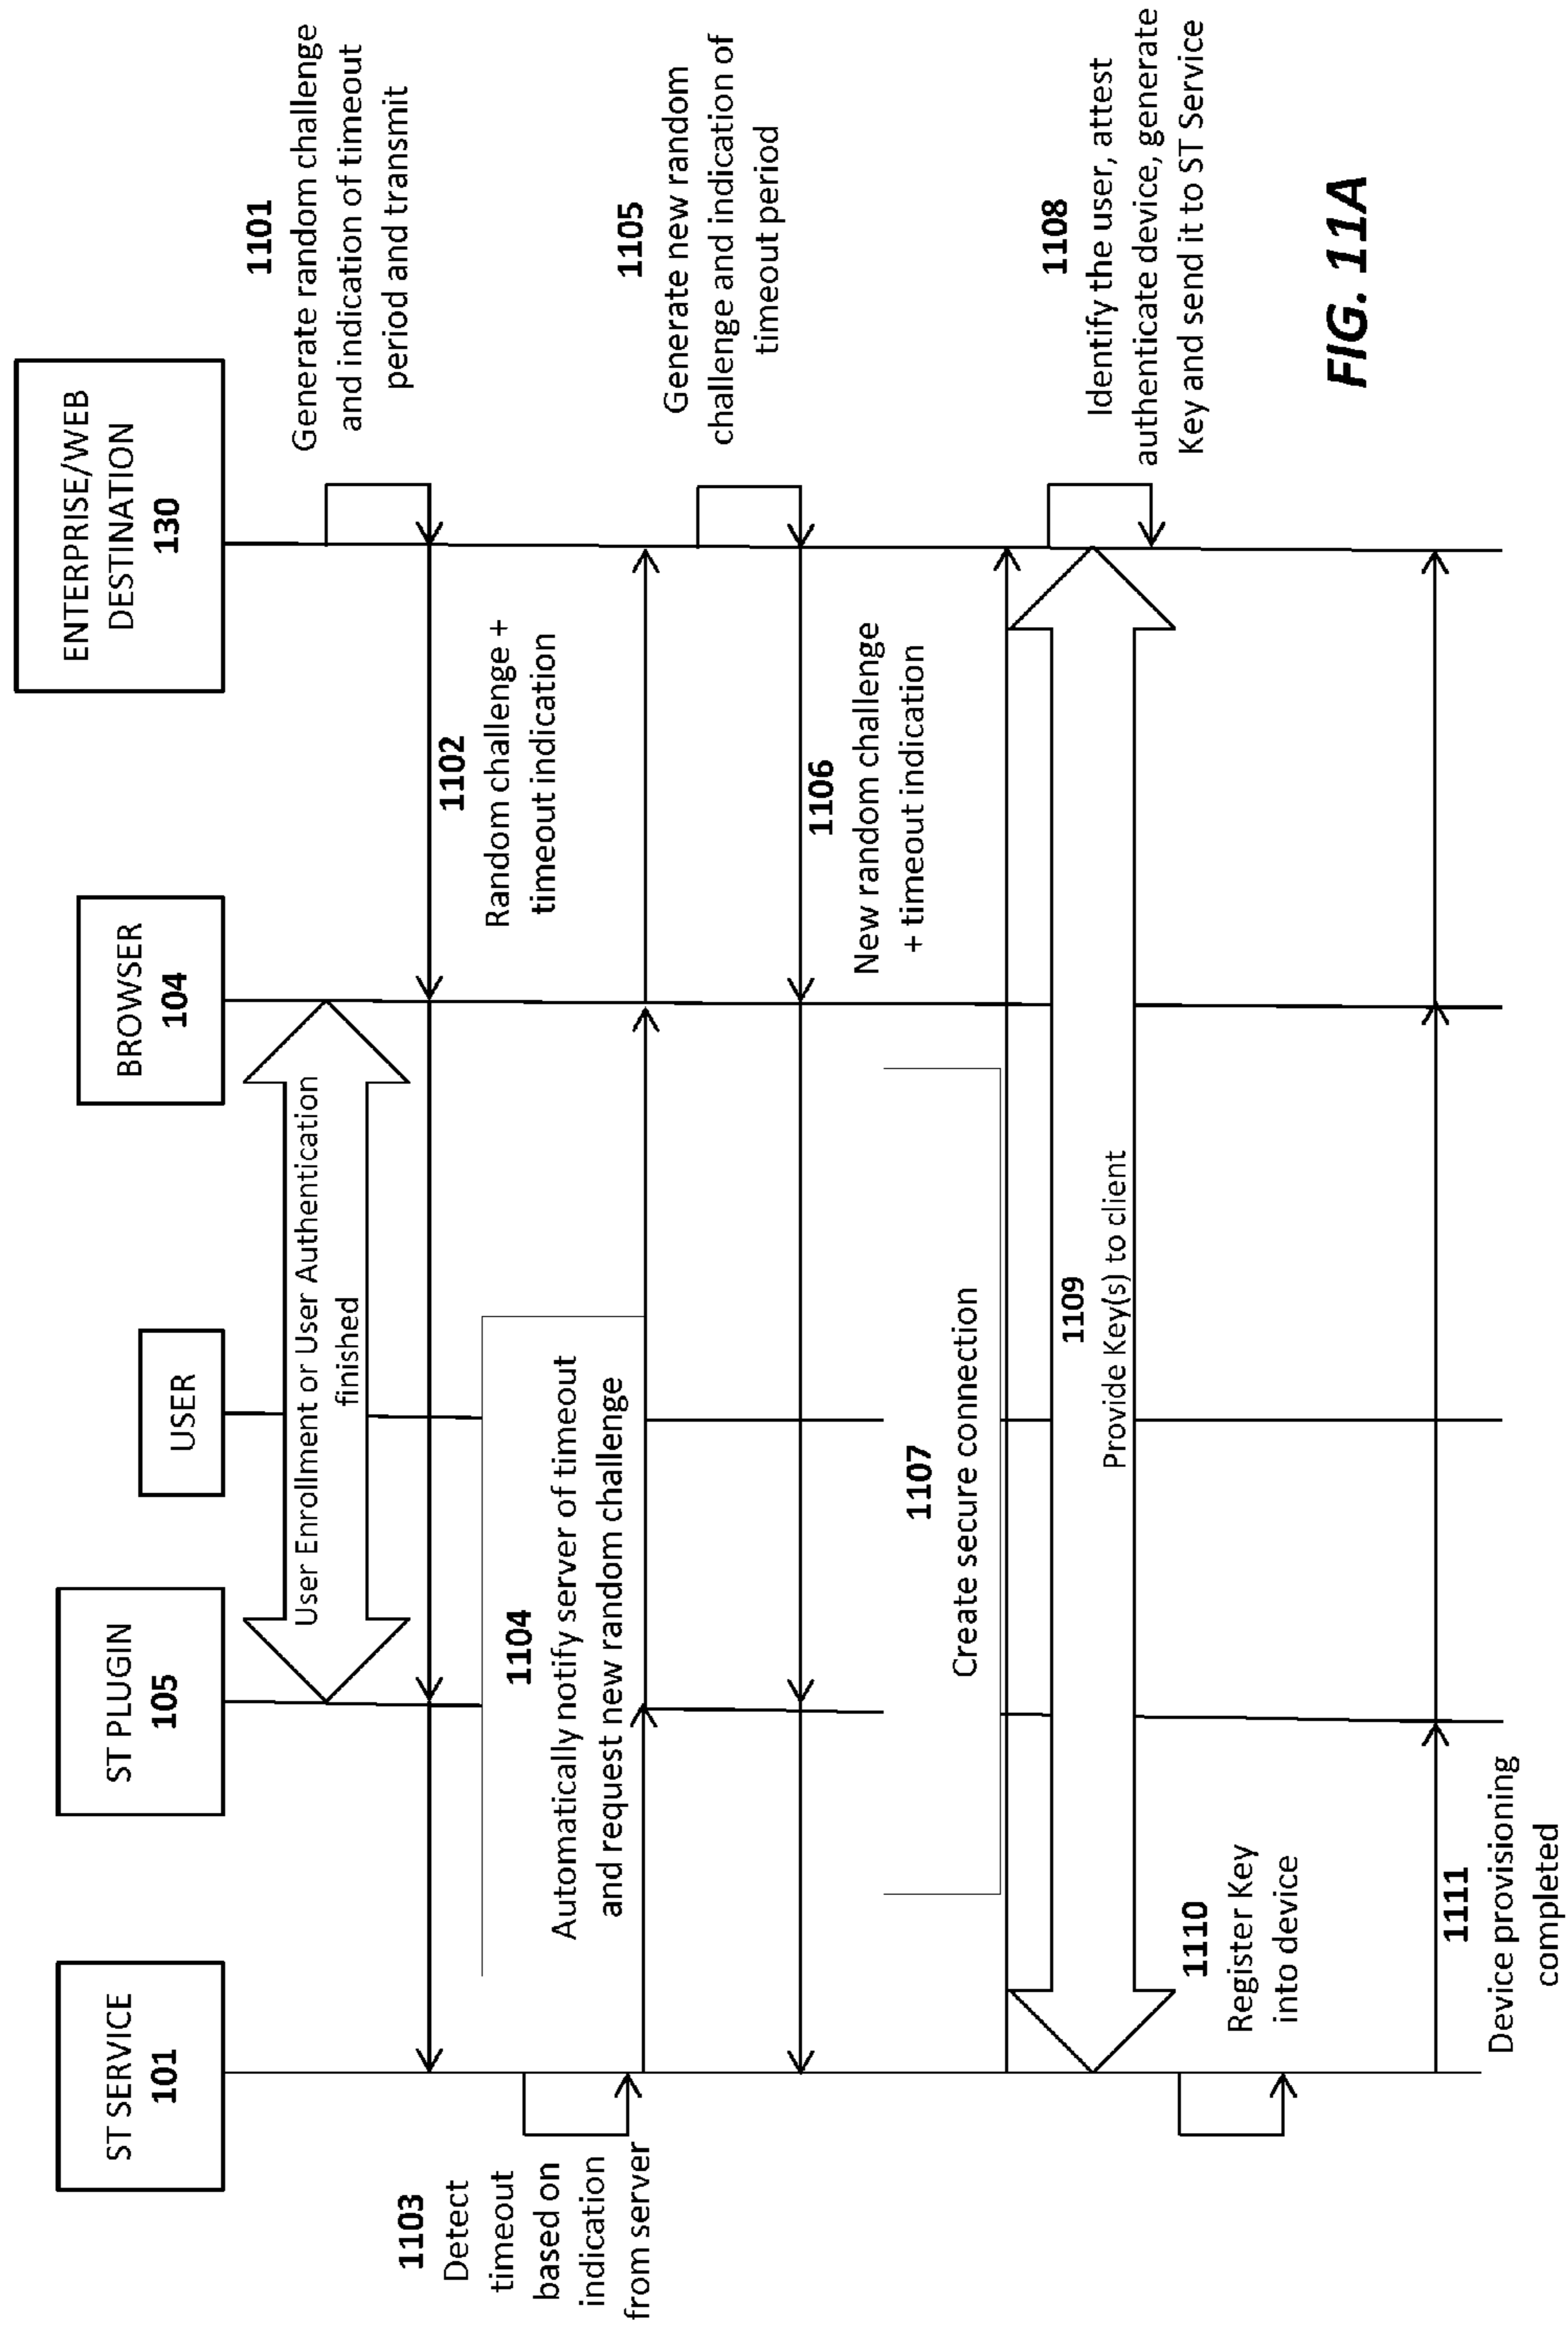 ST SERVICE
101
ST PLUGIN
105
USER
BROWSER
104
ENTERPRISE/WEB
DESTINATION
130
User Enrollment or User Authentication
finished
1101
Generate random challenge
and indication of timeout
period and transmit
1102
Random challenge +
timeout indication
1103
Detect
timeout
based on
indication
from server
1104
Automatically notify server of timeout
and request new random challenge
1105
Generate new random
challenge and indication of
timeout period
1106
New random challenge
+ timeout indication
1107
Create secure connection
1108
Identify the user, attest
authenticate device, generate
Key and send it to ST Service
1109
Provide Key(s) to client
1110
Register Key
into device
1111
Device provisioning
completed
FIG. 11A